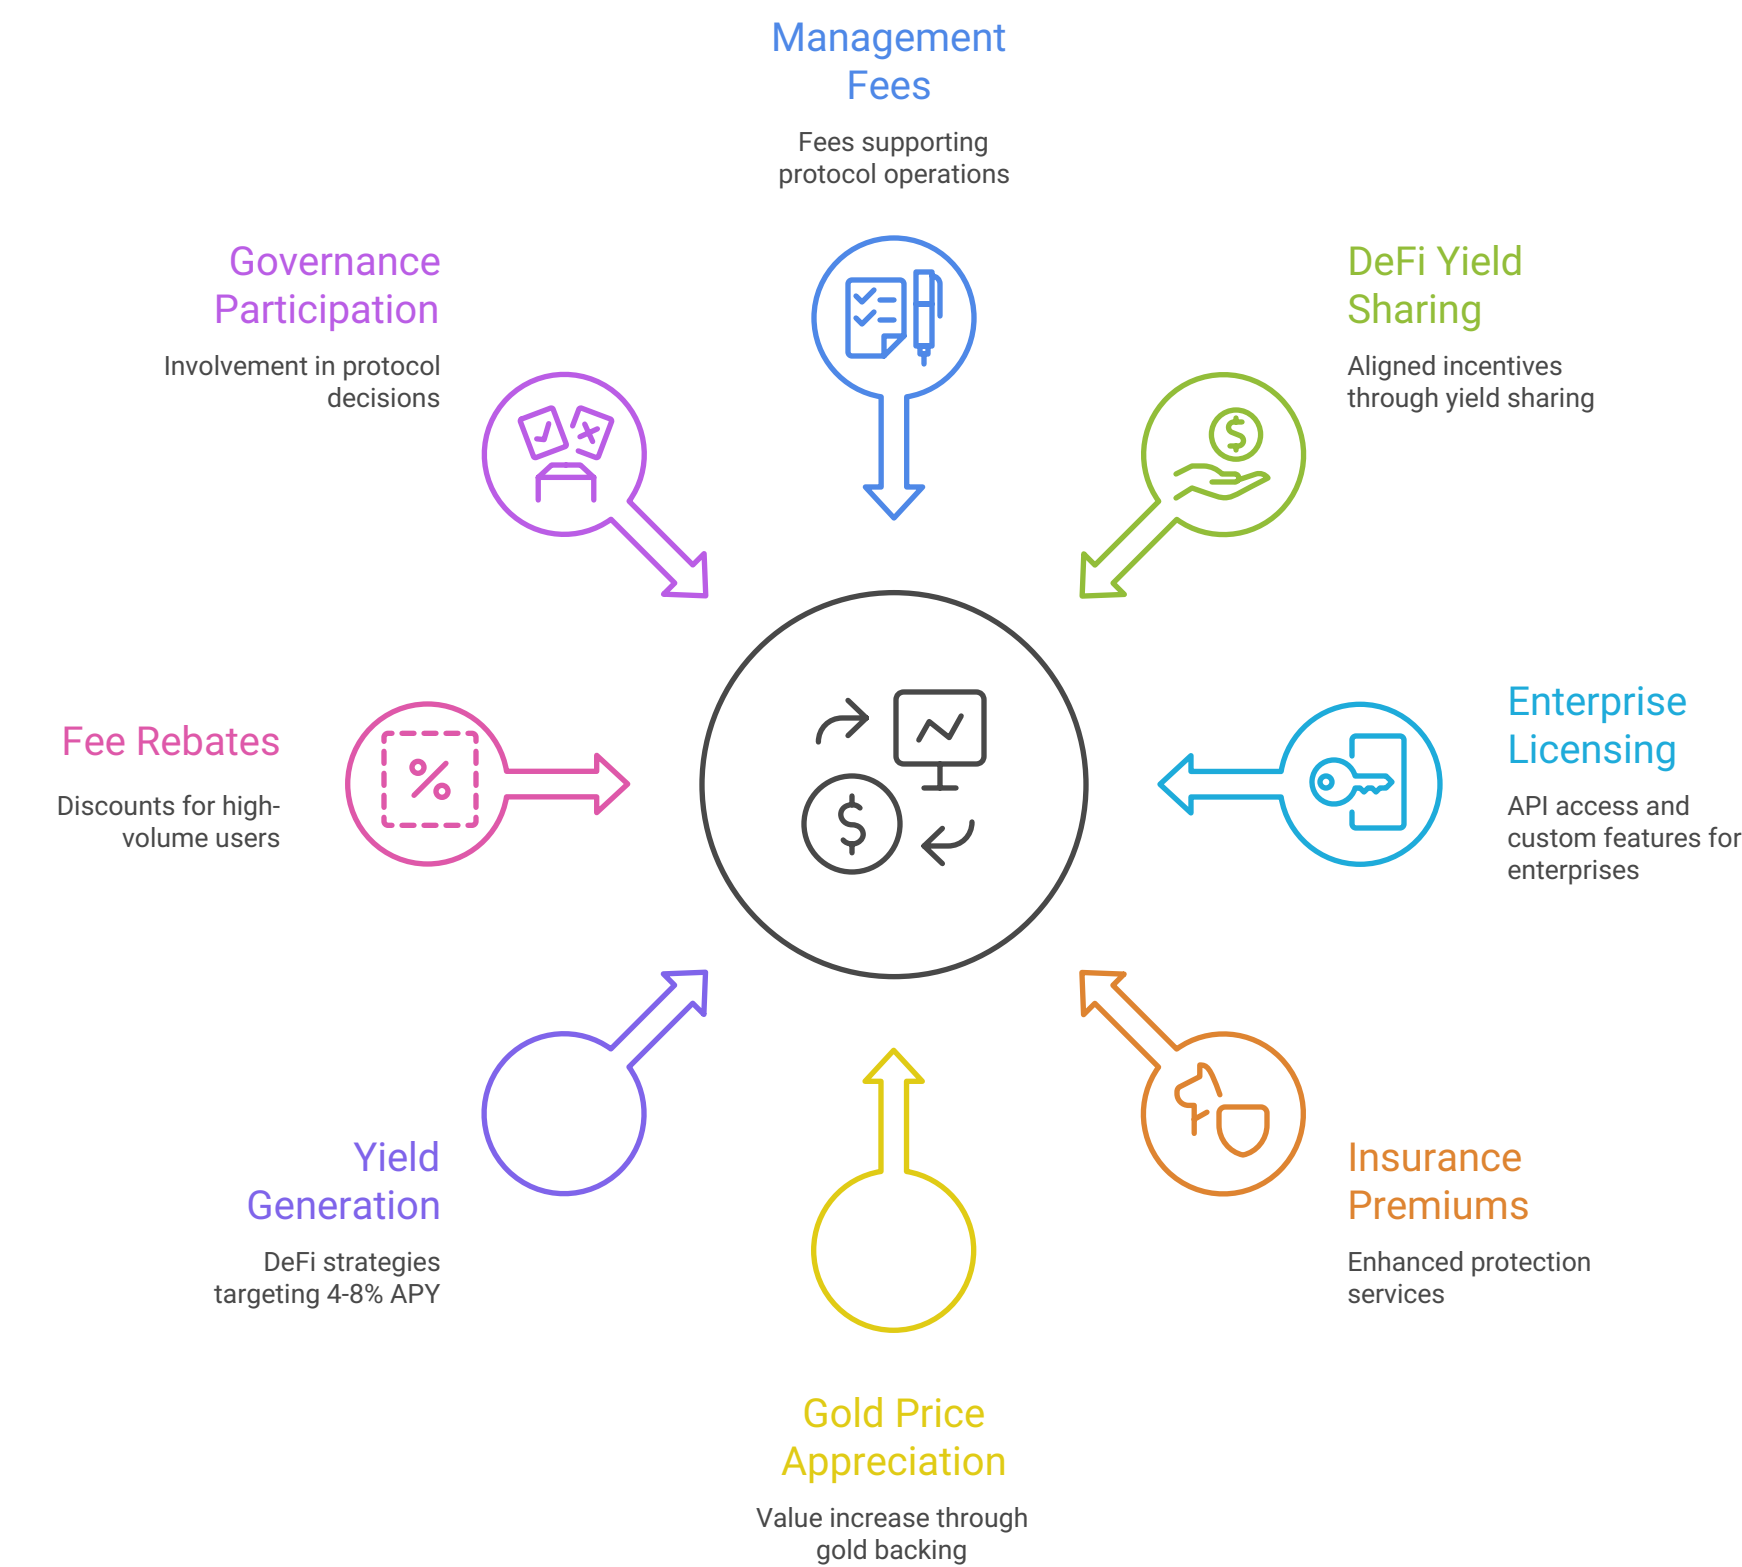 Management
Fees
Fees supporting
protocol operations
Governance
Participation
Involvement in protocol
decisions
DeFi Yield
Sharing
Aligned incentives
through yield sharing
Fee Rebates
Discounts for high-
volume users
Enterprise
Licensing
API access and
custom features for
enterprises
Yield
Generation
DeFi strategies
targeting 4-8% APY
Insurance
Premiums
Enhanced protection
services
Gold Price
Appreciation
Value increase through
gold backing